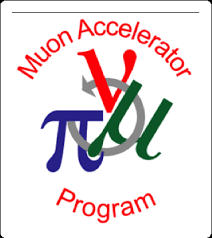 Muon Accelerator
ν
π μ
Program